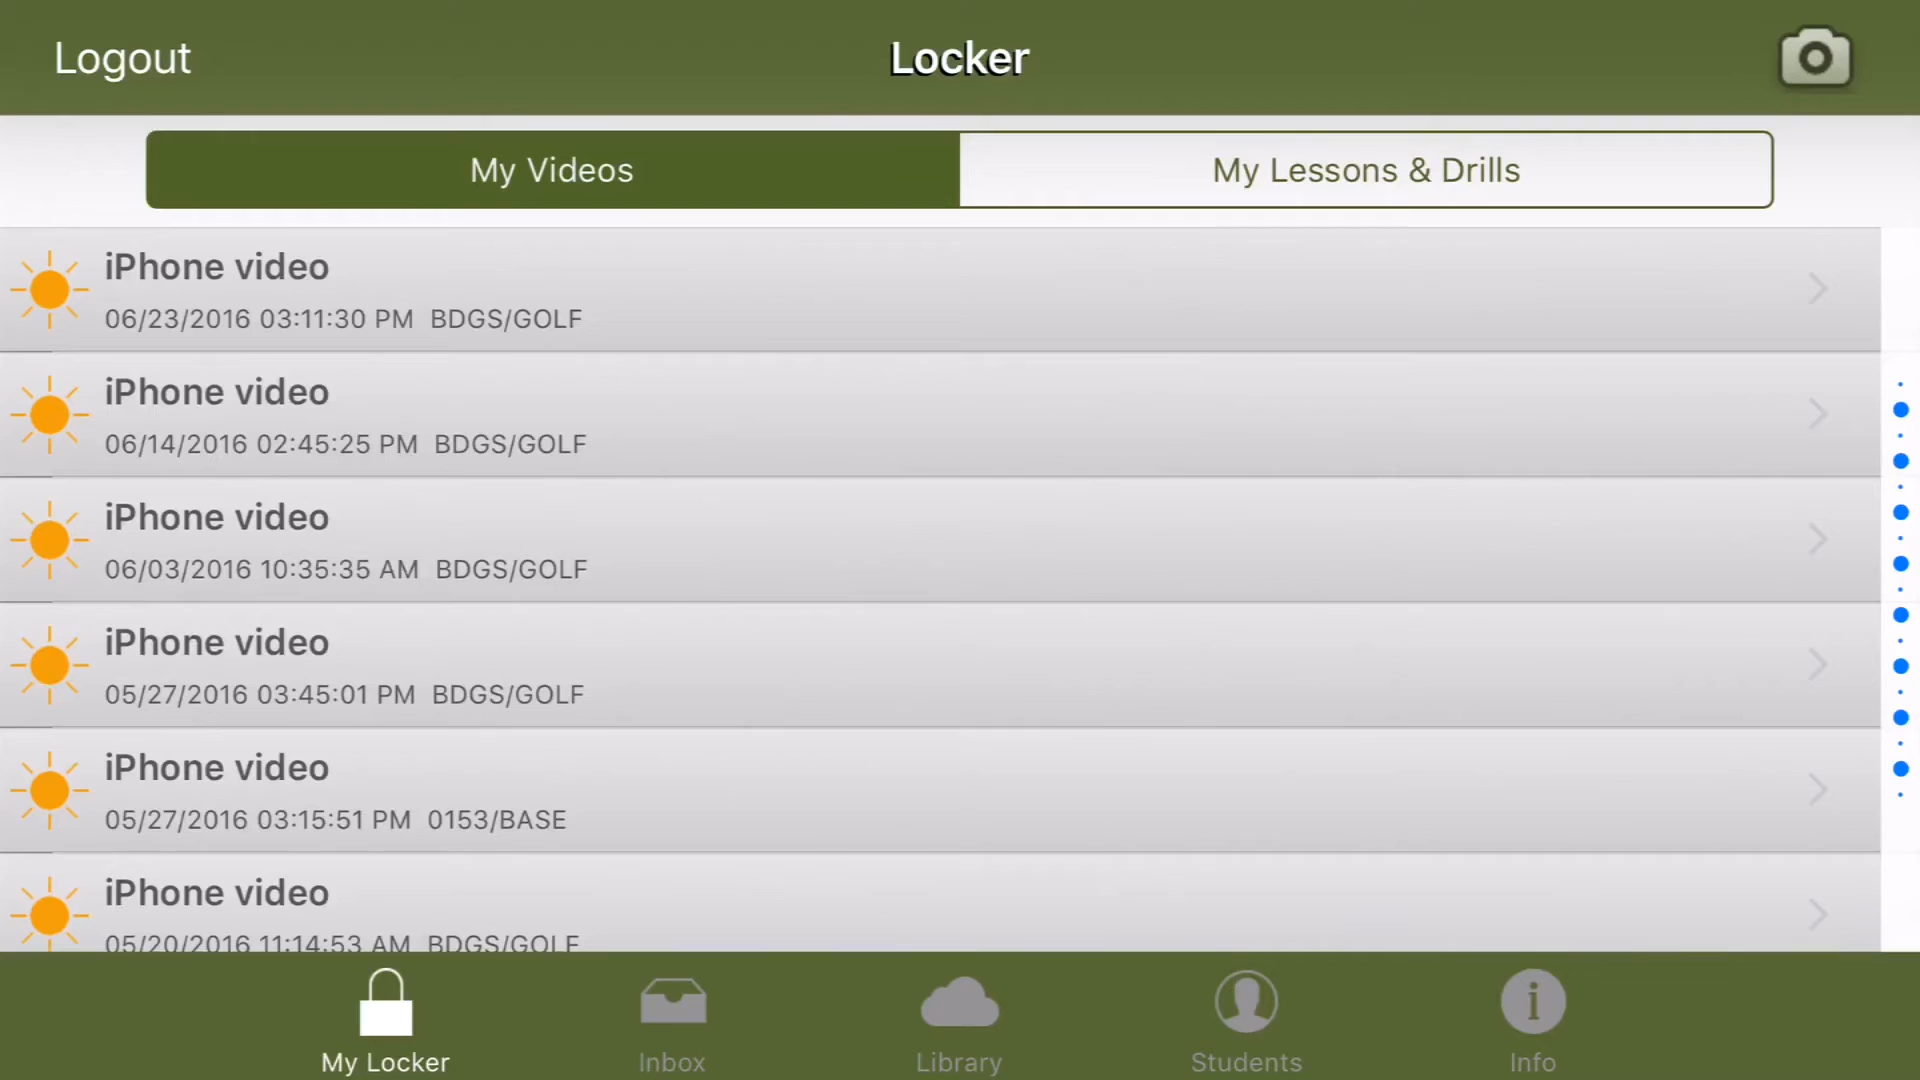 Logout
Locker
My Videos
My Lessons & Drills
iPhone video
06/23/2016 03:11:30 PM BDGS/GOLF
iPhone video
06/14/2016 02:45:25 PM BDGS/GOLF
iPhone video
06/03/2016 10:35:35 AM BDGS/GOLF
iPhone video
05/27/2016 03:45:01 PM BDGS/GOLF
iPhone video
05/27/2016 03:15:51 PM 0153/BASE
iPhone video
05/20/2016 11:14:53 AM BDGS/GOLF
My Locker
Inbox
Library
Students
Info